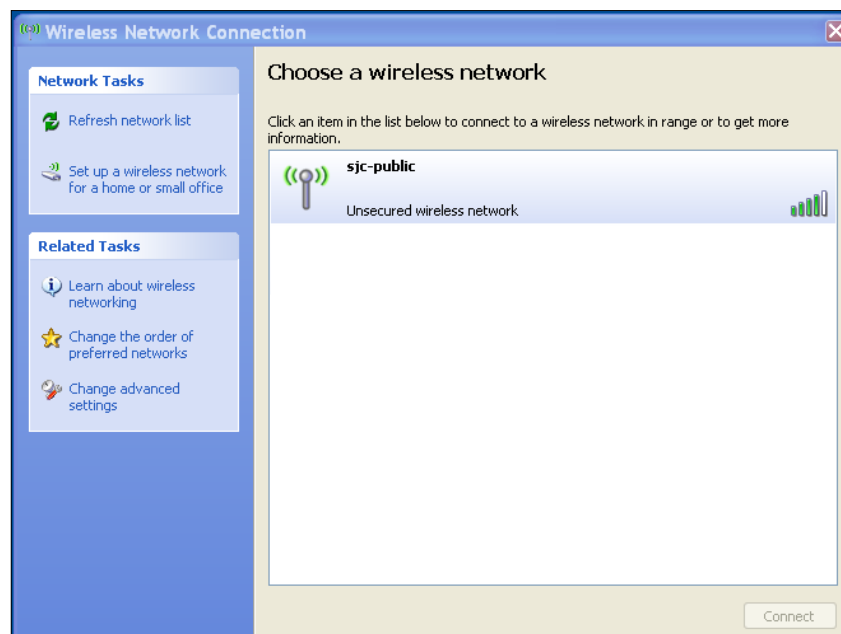 Wireless Network Connection
Network Tasks
Refresh network list
Set up a wireless network
for a home or small office
Related Tasks
Learn about wireless
networking
Change the order of
preferred networks
Change advanced
settings
Choose a wireless network
Click an item in the list below to connect to a wireless network in range or to get more
information.
sjc-public
Unsecured wireless network
Connect